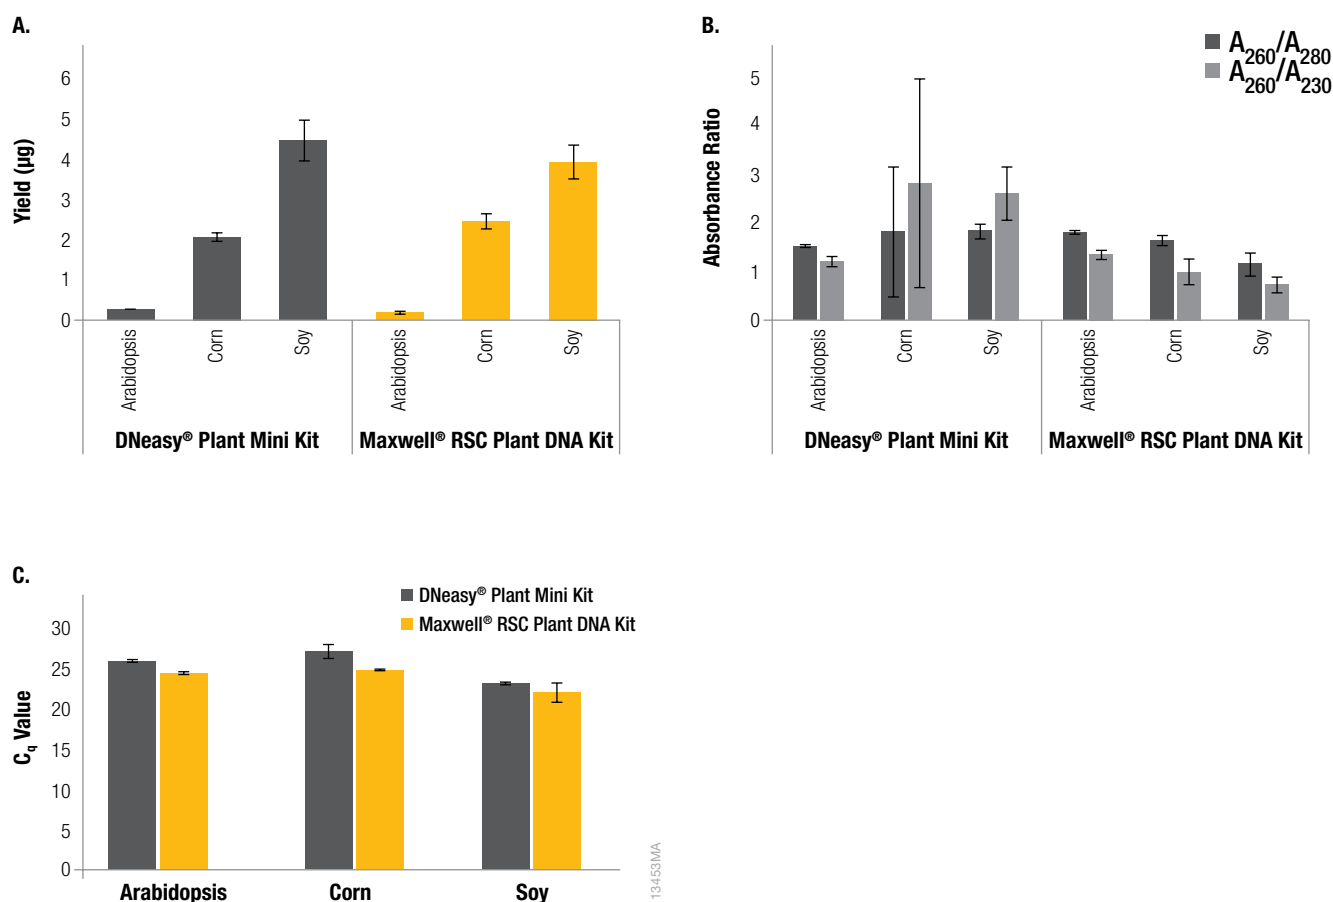 A.
Yield (µg)
6
5
4
3
2
1
0
Arabidopsis
Corn
Soy
Arabidopsis
Corn
Soy
DNeasy® Plant Mini Kit
Maxwell® RSC Plant DNA Kit
B.
A260/A280
A260/A230
Absorbance Ratio
5
4
3
2
1
0
Arabidopsis
Corn
Soy
Arabidopsis
Corn
Soy
DNeasy® Plant Mini Kit
Maxwell® RSC Plant DNA Kit
C.
DNeasy® Plant Mini Kit
Maxwell® RSC Plant DNA Kit
Cq Value
30
25
20
15
10
5
0
Arabidopsis
Corn
Soy
13453MA